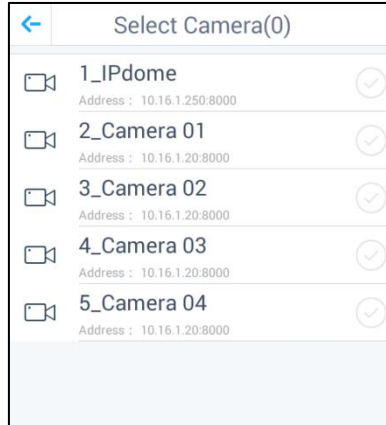 Select Camera(0)
1_IPdome
Address : 10.16.1.250:8000
2_Camera 01
Address : 10.16.1.20:8000
3_Camera 02
Address : 10.16.1.20:8000
4_Camera 03
Address : 10.16.1.20:8000
5_Camera 04
Address : 10.16.1.20:8000